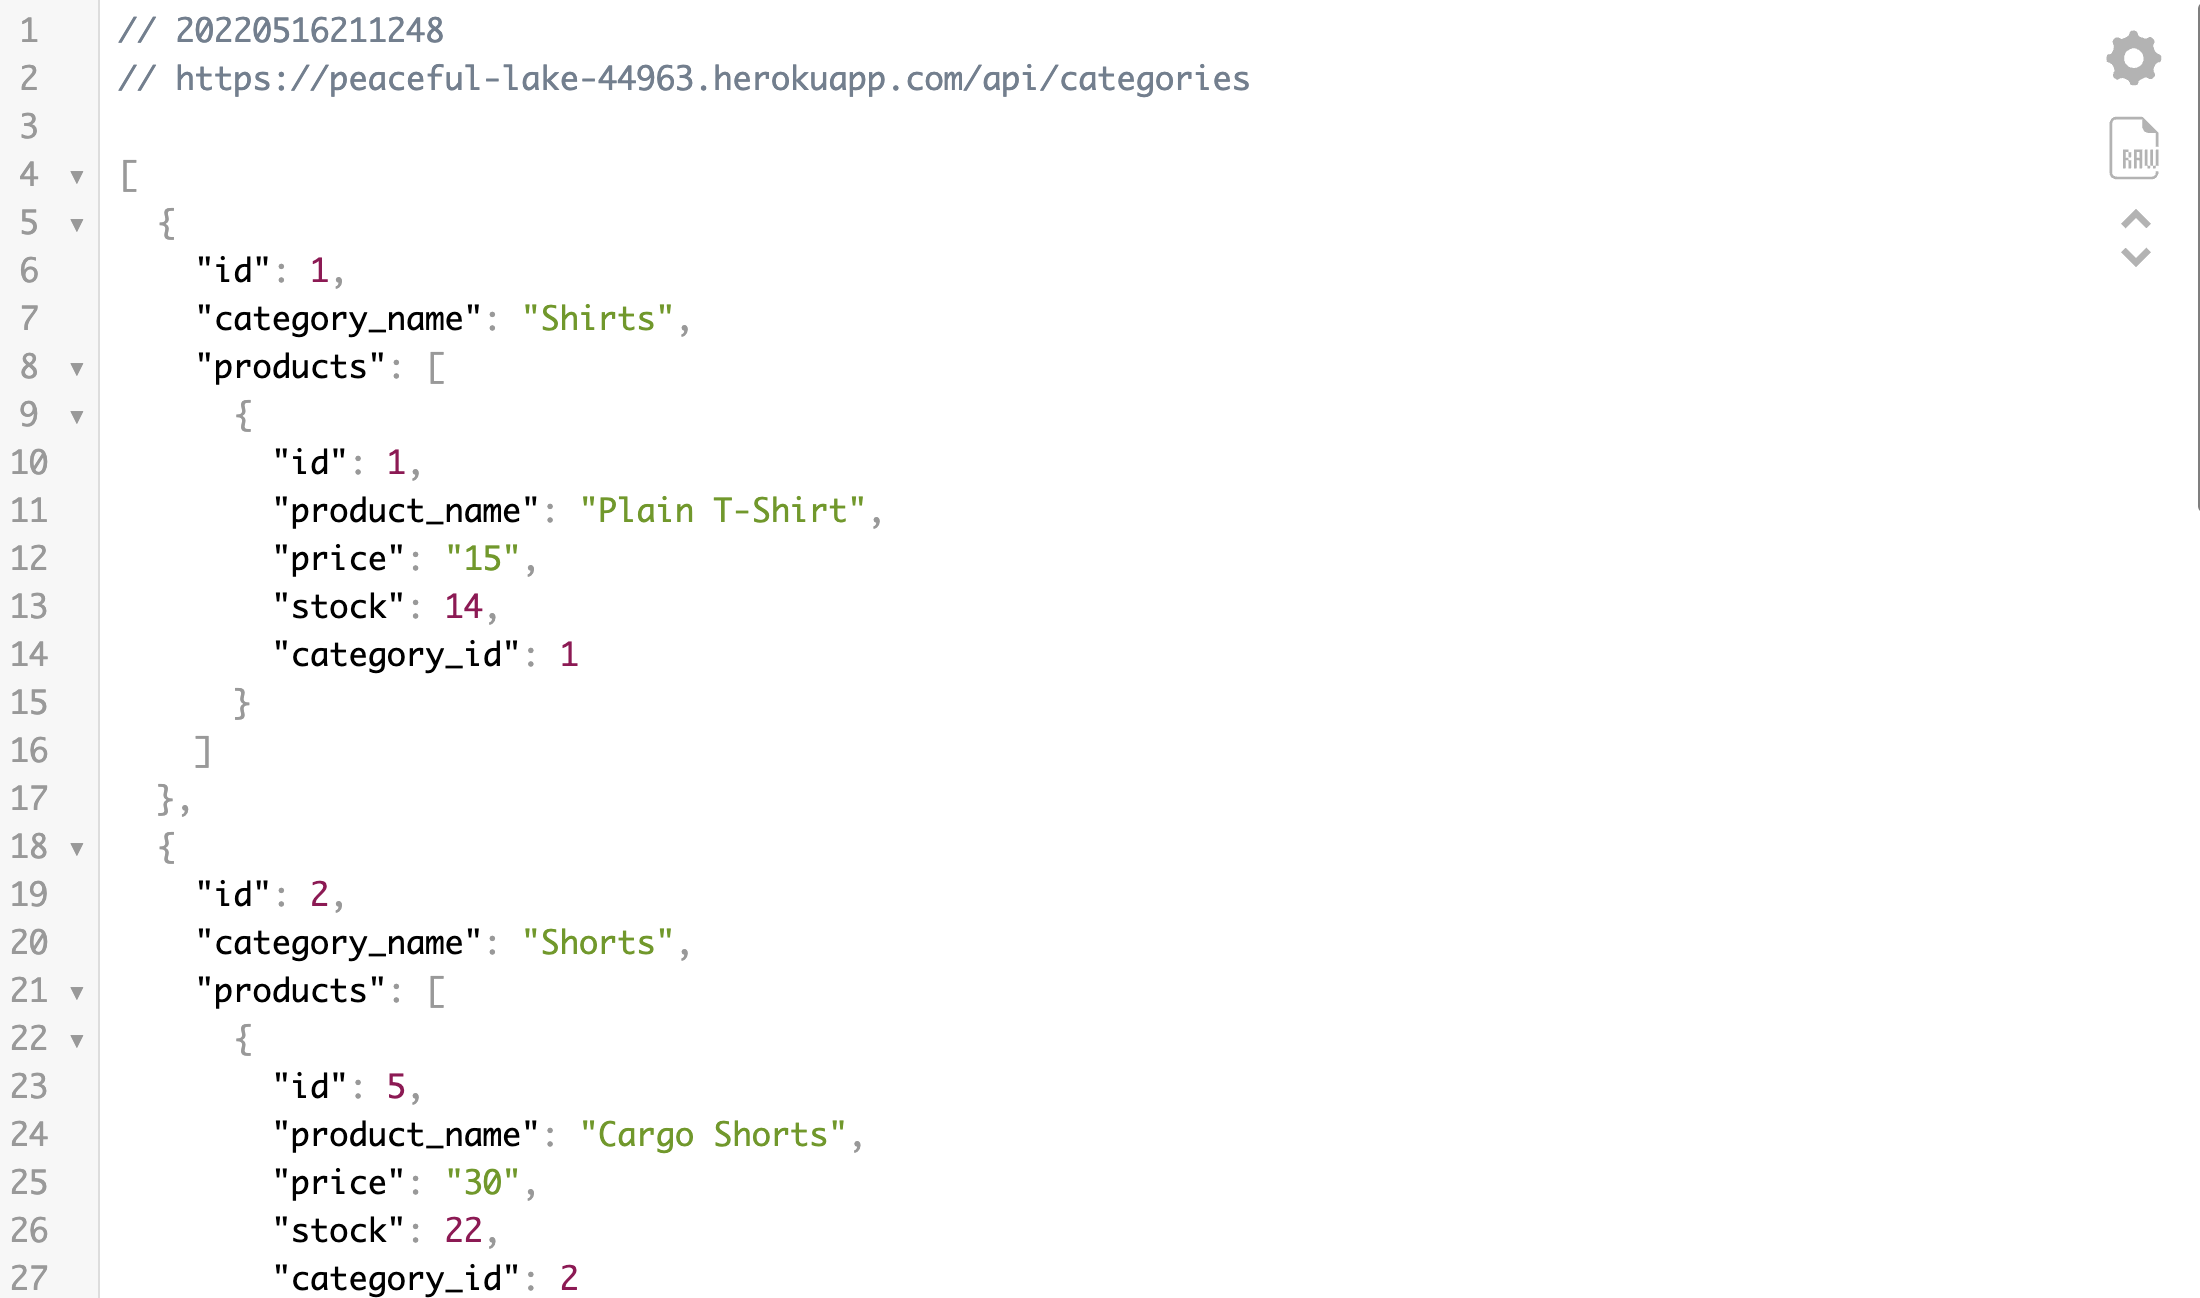 1 // 20220516211248
2 // https://peaceful-lake-44963.herokuapp.com/api/categories
3
4 ▼ [
5 ▼   {
6       "id": 1,
7       "category_name": "Shirts",
8 ▼     "products": [
9 ▼       {
10          "id": 1,
11          "product_name": "Plain T-Shirt",
12          "price": "15",
13          "stock": 14,
14          "category_id": 1
15        }
16      ]
17    },
18 ▼  {
19      "id": 2,
20      "category_name": "Shorts",
21 ▼    "products": [
22 ▼      {
23          "id": 5,
24          "product_name": "Cargo Shorts",
25          "price": "30",
26          "stock": 22,
27          "category_id": 2
RAW